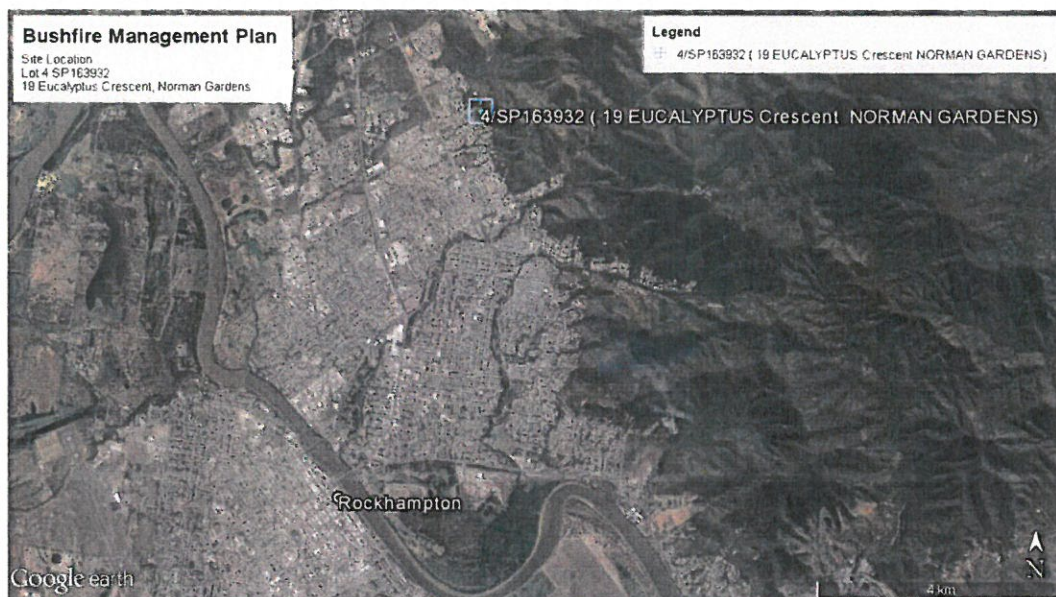 Bushfire Management Plan
Site Location
Lot 4 SP163932
19 Eucalyptus Crescent, Norman Gardens
Legend
4/SP163932 ( 19 EUCALYPTUS Crescent NORMAN GARDENS)
4/SP163932 ( 19 EUCALYPTUS Crescent NORMAN GARDENS)
Rockhampton
N
Google earth
4 km